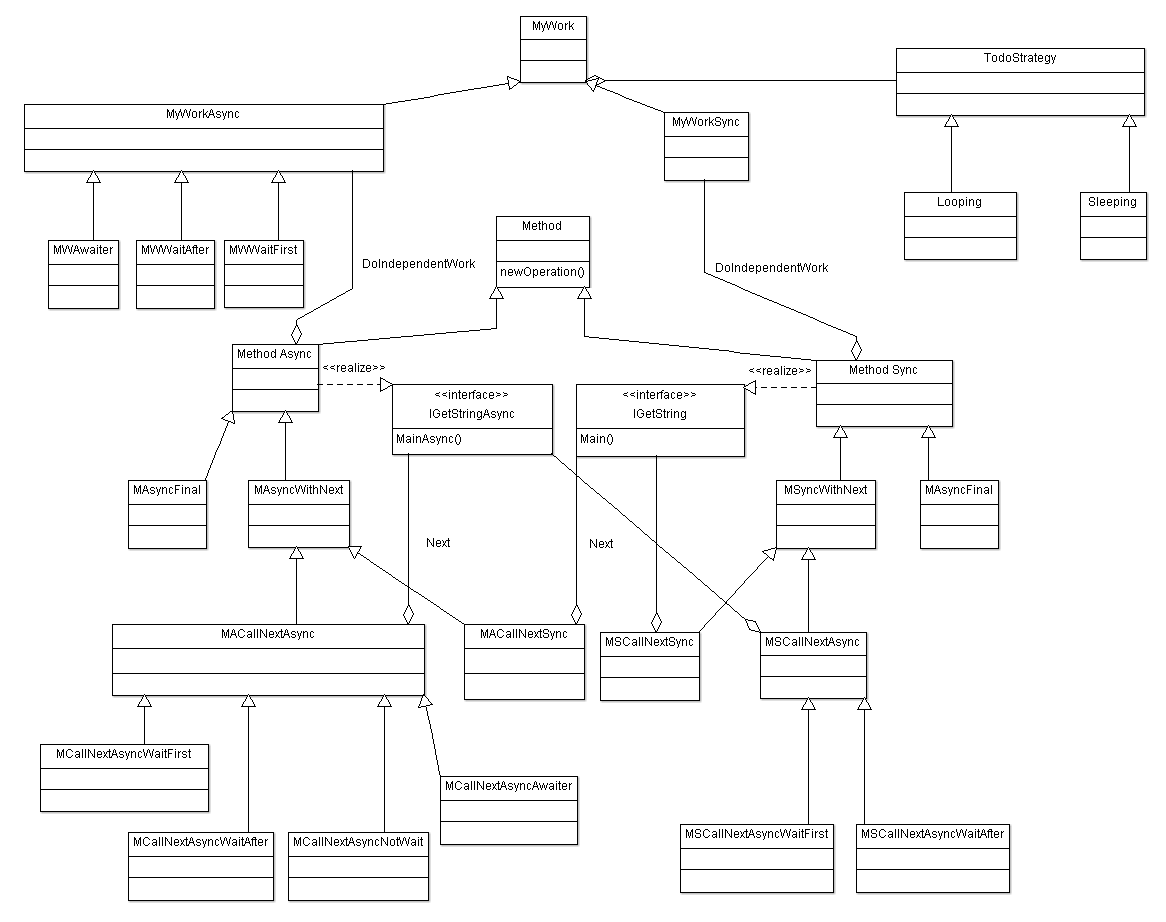 MyWork
TodoStrategy
MyWorkAsync
MyWorkSync
Looping
Sleeping
Method
newOperation()
MWAwaiter
MWWaitAfter
MWWaitFirst
DoIndependentWork
DoIndependentWork
Method Async
<<realize>>
<<realize>>
Method Sync
<<interface>>
IGetStringAsync
MainAsync()
<<interface>>
IGetString
Main()
MAsyncFinal
MAsyncWithNext
MSyncWithNext
MAsyncFinal
Next
Next
MACallNextAsync
MACallNextSync
MSCallNextSync
MSCallNextAsync
MCallNextAsyncWaitFirst
MCallNextAsyncAwaiter
MCallNextAsyncWaitAfter
MCallNextAsyncNotWait
MSCallNextAsyncWaitFirst
MSCallNextAsyncWaitAfter